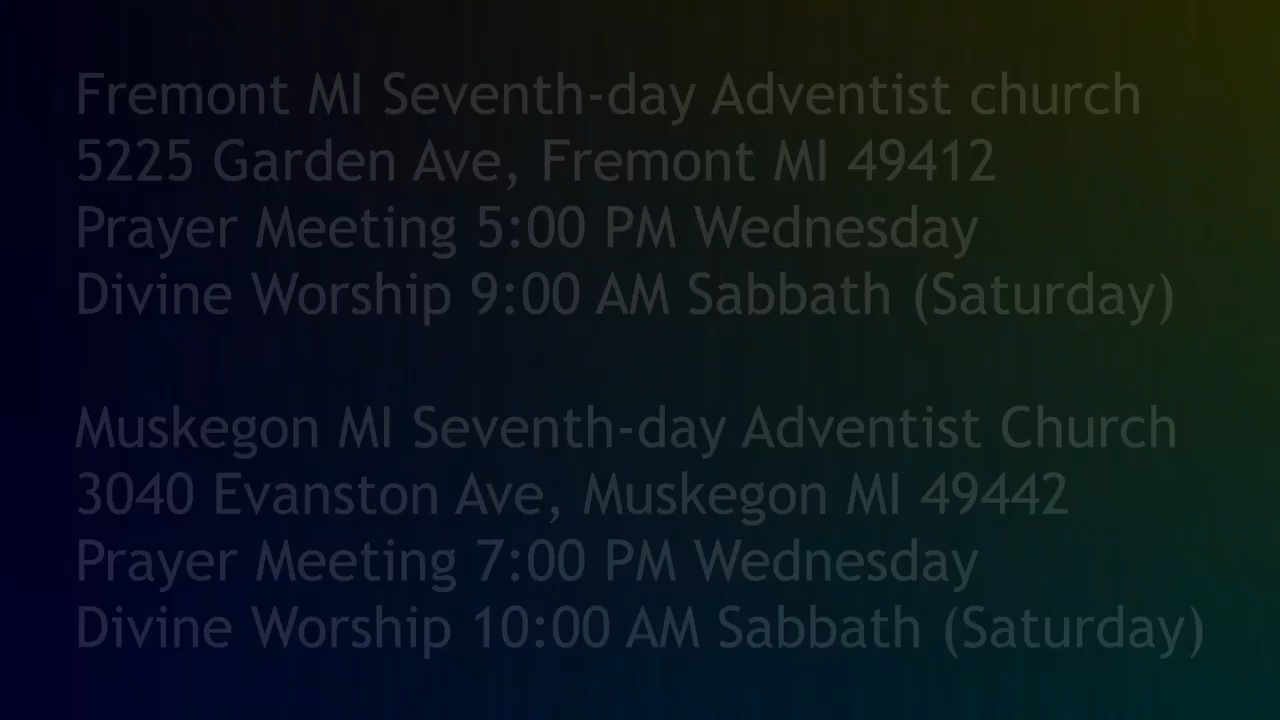 Fremont MI Seventh-day Adventist church
5225 Garden Ave, Fremont MI 49412
Prayer Meeting 5:00 PM Wednesday
Divine Worship 9:00 AM Sabbath (Saturday)
Muskegon MI Seventh-day Adventist Church
3040 Evanston Ave, Muskegon MI 49442
Prayer Meeting 7:00 PM Wednesday
Divine Worship 10:00 AM Sabbath (Saturday)